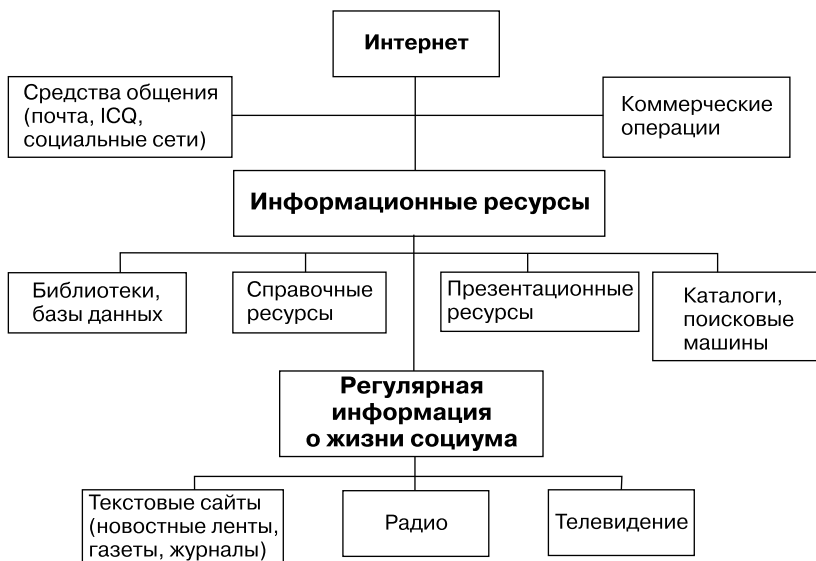 Интернет
Средства общения
(почта, ICQ,
социальные сети)
Коммерческие
операции
Информационные ресурсы
Библиотеки,
базы данных
Справочные
ресурсы
Презентационные
ресурсы
Каталоги,
поисковые
машины
Регулярная
информация
о жизни социума
Текстовые сайты
(новостные ленты,
газеты, журналы)
Радио
Телевидение